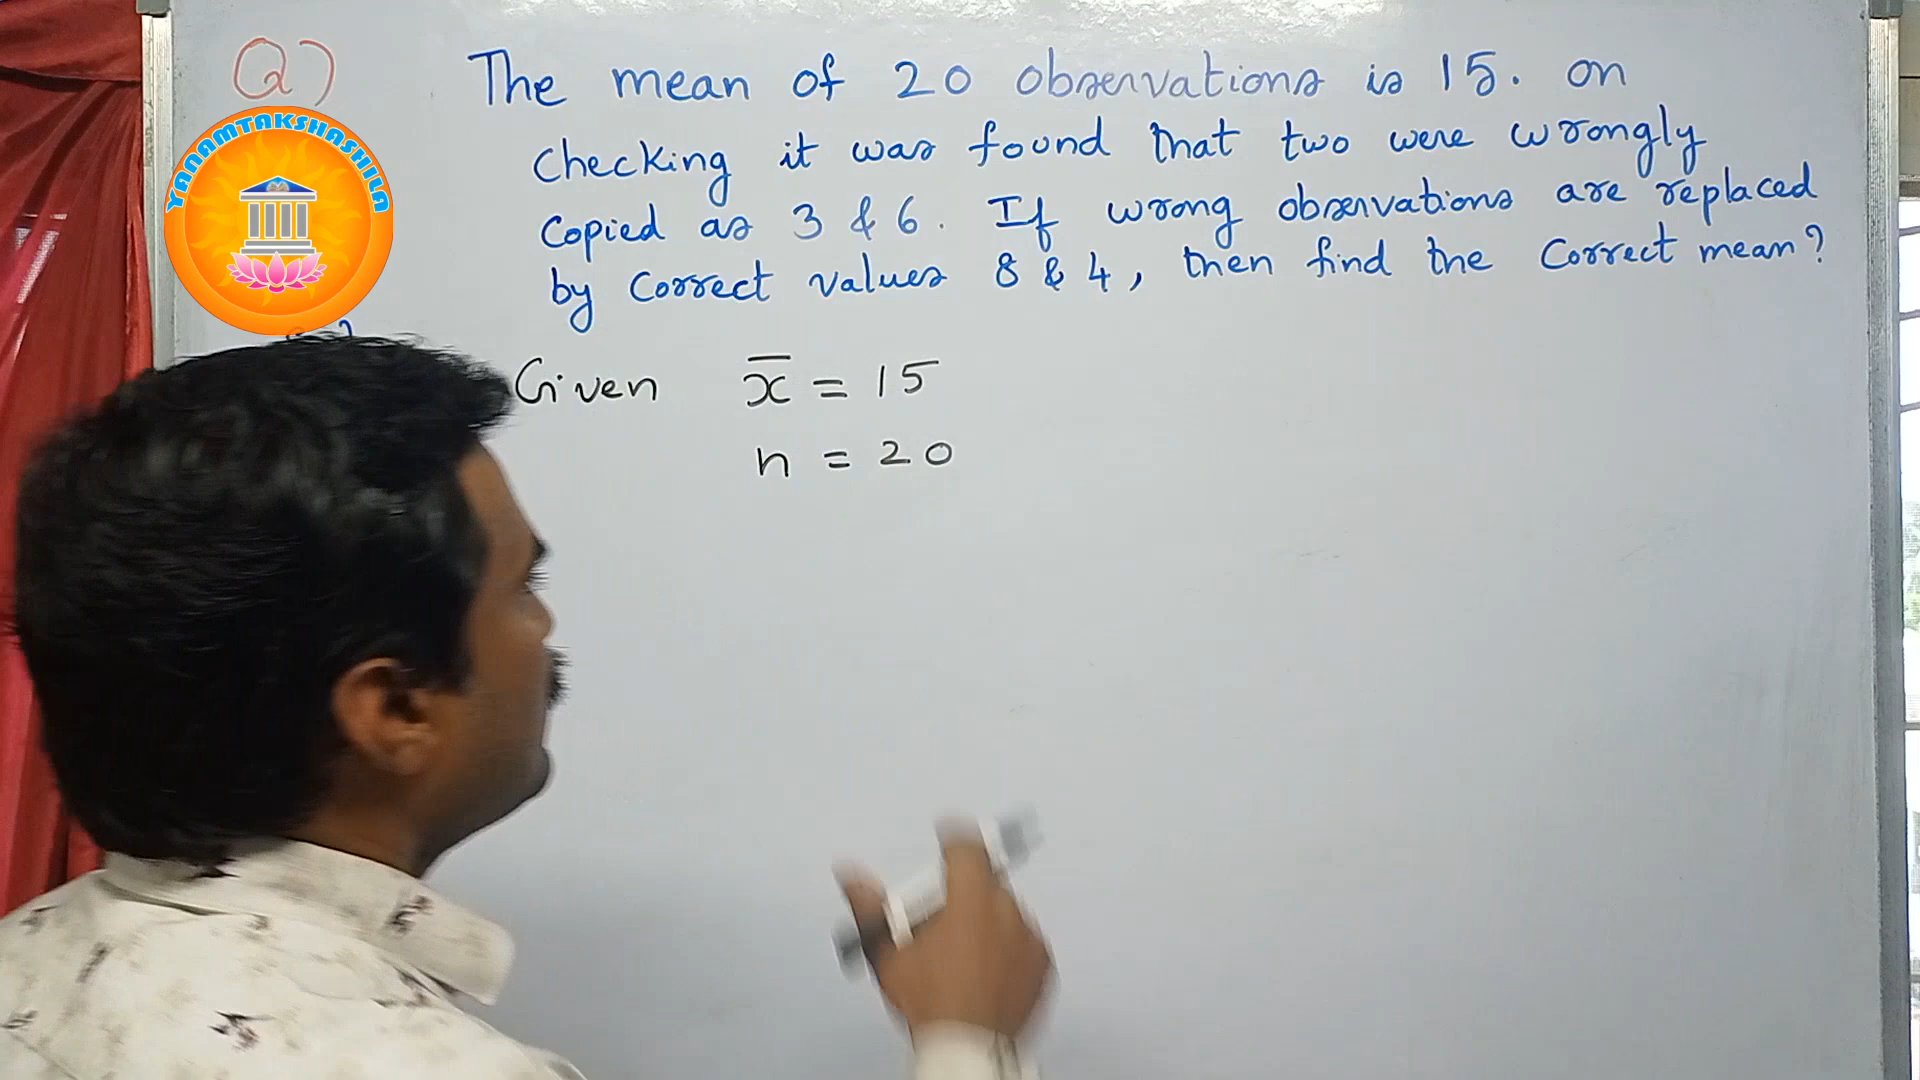 Q)
The mean of 20 observations is 15. on
checking it was found that two were wrongly
copied as 3 & 6. If wrong observations are replaced
by correct values 8 & 4, then find the correct mean?
YANAMTAKSHASHILA
Given x̅ = 15
n = 20